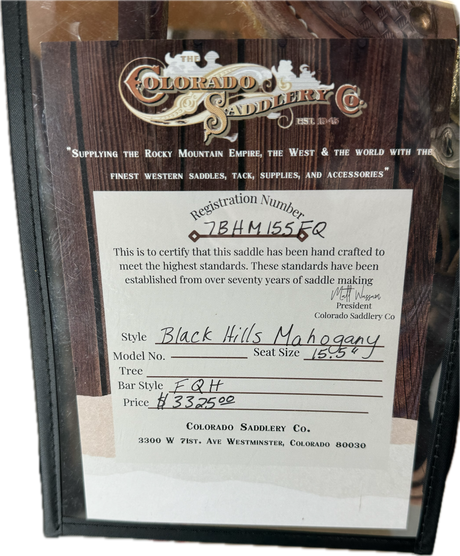 THE
COLORADO
SADDLERY CO.
EST. 1945
"SUPPLYING THE ROCKY MOUNTAIN EMPIRE, THE WEST & THE WORLD WITH THE
FINEST WESTERN SADDLES, TACK, SUPPLIES, AND ACCESSORIES"
Registration Number
7BHM155FQ
This is to certify that this saddle has been hand crafted to
meet the highest standards. These standards have been
established from over seventy years of saddle making
President
Colorado Saddlery Co
Style Black Hills Mahogany
Model No. Seat Size 15.5"
Tree
Bar Style FQH
Price $3325.00
COLORADO SADDLERY CO.
3300 W 71ST. AVE WESTMINSTER, COLORADO 80030